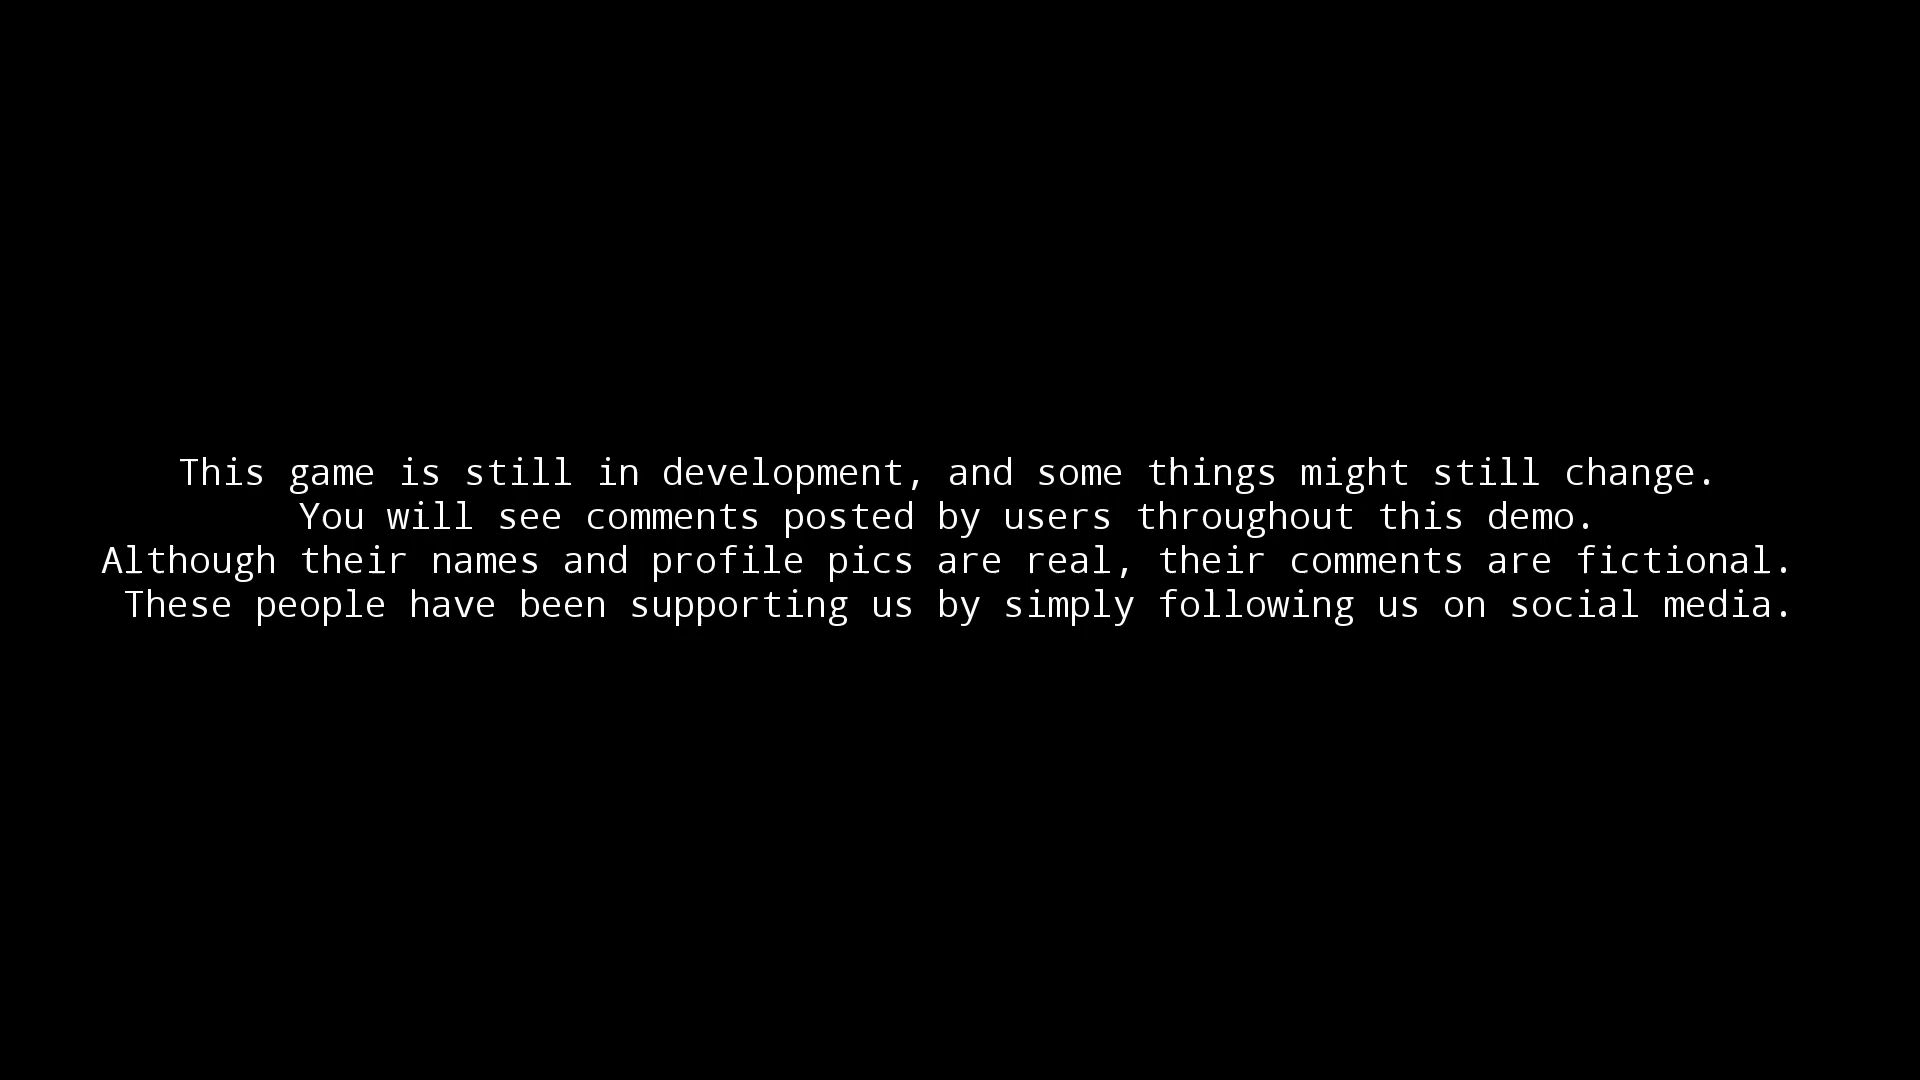 This game is still in development, and some things might still change.
You will see comments posted by users throughout this demo.
Although their names and profile pics are real, their comments are fictional.
These people have been supporting us by simply following us on social media.